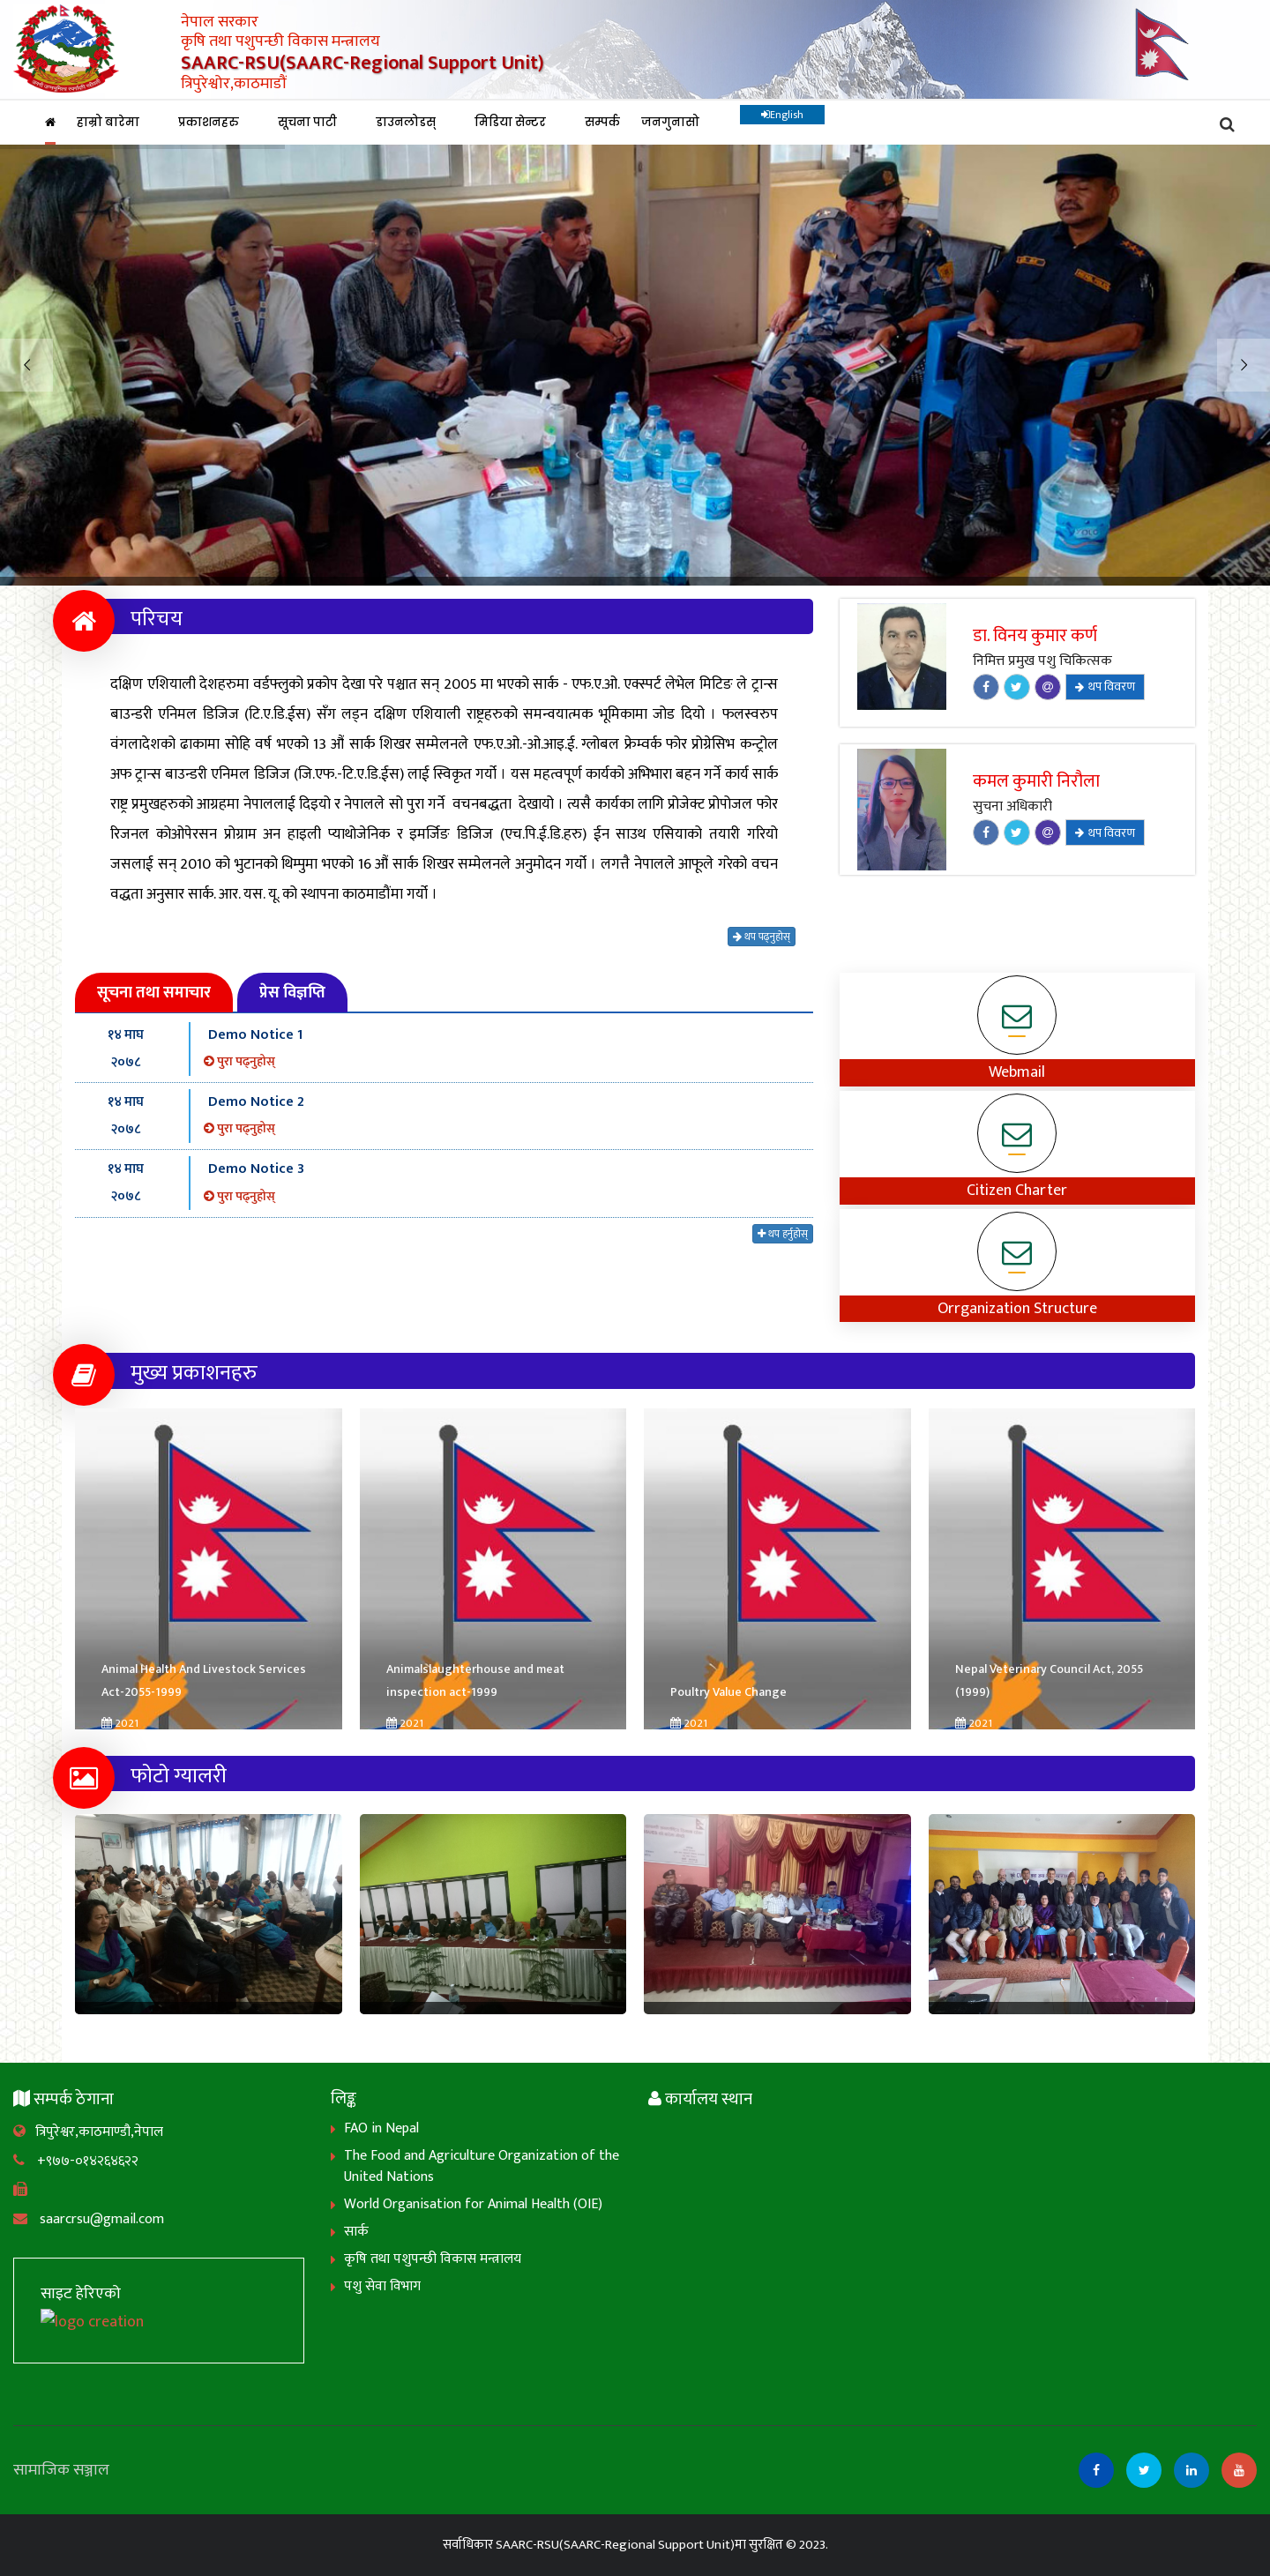 नेपाल सरकार
कृषि तथा पशुपन्छी विकास मन्त्रालय
SAARC-RSU(SAARC-Regional Support Unit)
त्रिपुरेश्वोर,काठमाडौं
हाम्रो बारेमा प्रकाशनहरु सूचना पाटी डाउनलोडस् मिडिया सेन्टर सम्पर्क जनगुनासो English
परिचय
दक्षिण एशियाली देशहरुमा वर्डफ्लुको प्रकोप देखा परे पश्चात सन् 2005 मा भएको सार्क - एफ.ए.ओ. एक्स्पर्ट लेभेल मिटिङ ले ट्रान्स
बाउन्डरी एनिमल डिजिज (टि.ए.डि.ईस) सँग लड्न दक्षिण एशियाली राष्ट्रहरुको समन्वयात्मक भूमिकामा जोड दियो । फलस्वरुप
वंगलादेशको ढाकामा सोहि वर्ष भएको 13 औं सार्क शिखर सम्मेलनले एफ.ए.ओ.-ओ.आइ.ई. ग्लोबल फ्रेम्वर्क फोर प्रोग्रेसिभ कन्ट्रोल
अफ ट्रान्स बाउन्डरी एनिमल डिजिज (जि.एफ.-टि.ए.डि.ईस) लाई स्विकृत गर्यो । यस महत्वपूर्ण कार्यको अभिभारा बहन गर्ने कार्य सार्क
राष्ट्र प्रमुखहरुको आग्रहमा नेपाललाई दिइयो र नेपालले सो पुरा गर्ने वचनबद्धता देखायो । त्यसै कार्यका लागि प्रोजेक्ट प्रोपोजल फोर
रिजनल कोओपेरसन प्रोग्राम अन हाइली प्याथोजेनिक र इमर्जिङ डिजिज (एच.पि.ई.डि.हरु) ईन साउथ एसियाको तयारी गरियो
जसलाई सन् 2010 को भुटानको थिम्पुमा भएको 16 औं सार्क शिखर सम्मेलनले अनुमोदन गर्यो । लगत्तै नेपालले आफूले गरेको वचन
वद्धता अनुसार सार्क. आर. यस. यू. को स्थापना काठमाडौंमा गर्यो ।
थप पढ्नुहोस्
डा. विनय कुमार कर्ण
निमित्त प्रमुख पशु चिकित्सक
थप विवरण
कमल कुमारी निरौला
सुचना अधिकारी
थप विवरण
सूचना तथा समाचार प्रेस विज्ञप्ति
१४ माघ Demo Notice 1
२०७८ पुरा पढ्नुहोस्
१४ माघ Demo Notice 2
२०७८ पुरा पढ्नुहोस्
१४ माघ Demo Notice 3
२०७८ पुरा पढ्नुहोस्
थप हर्नुहोस्
Webmail
Citizen Charter
Orrganization Structure
मुख्य प्रकाशनहरु
Animal Health And Livestock Services
Act-2055-1999
2021
Animalslaughterhouse and meat
inspection act-1999
2021
Poultry Value Change
2021
Nepal Veterinary Council Act, 2055
(1999)
2021
फोटो ग्यालरी
सम्पर्क ठेगाना
त्रिपुरेश्वर,काठमाण्डौ,नेपाल
+९७७-०१४२६४६२२
saarcrsu@gmail.com
साइट हेरिएको
logo creation
लिङ्क
FAO in Nepal
The Food and Agriculture Organization of the
United Nations
World Organisation for Animal Health (OIE)
सार्क
कृषि तथा पशुपन्छी विकास मन्त्रालय
पशु सेवा विभाग
कार्यालय स्थान
सामाजिक सञ्जाल
सर्वाधिकार SAARC-RSU(SAARC-Regional Support Unit)मा सुरक्षित © 2023.